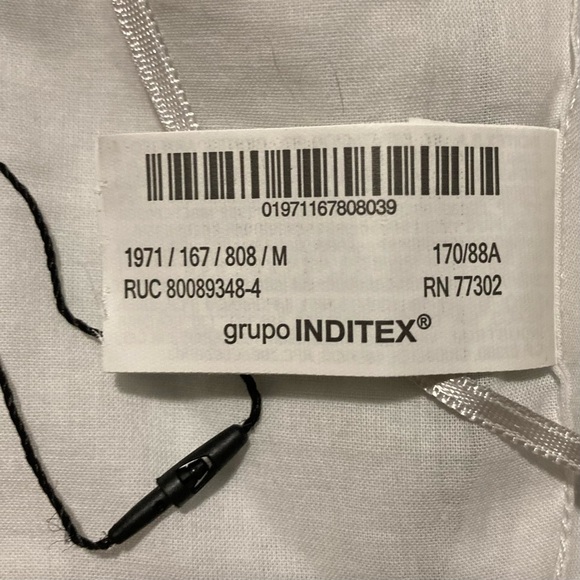 01971167808039
1971 / 167 / 808 / M 170/88A
RUC 80089348-4 RN 77302
grupo INDITEX®